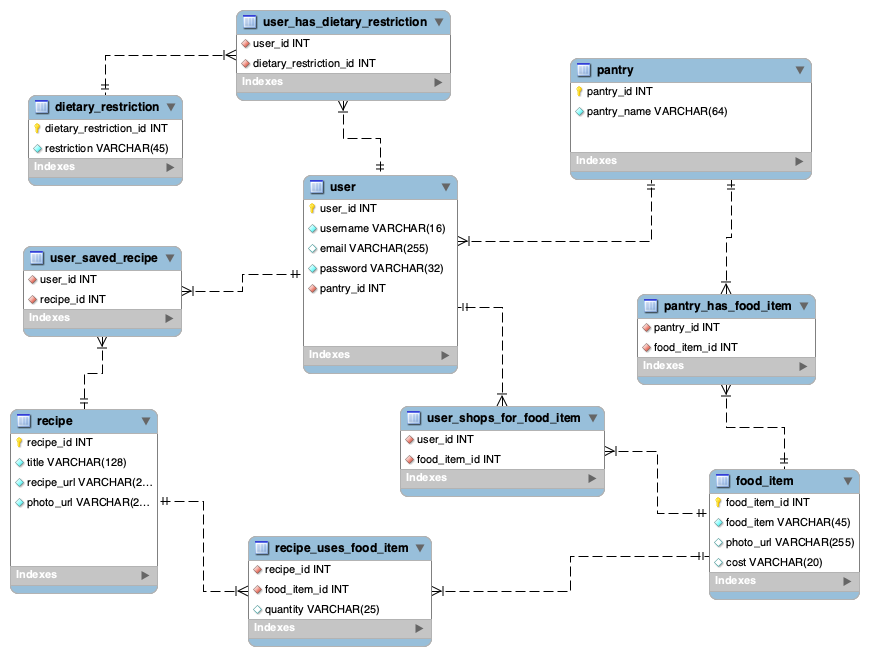 user_has_dietary_restriction
user_id INT
dietary_restriction_id INT
Indexes
dietary_restriction
dietary_restriction_id INT
restriction VARCHAR(45)
Indexes
pantry
pantry_id INT
pantry_name VARCHAR(64)
Indexes
user
user_id INT
username VARCHAR(16)
email VARCHAR(255)
password VARCHAR(32)
pantry_id INT
Indexes
user_saved_recipe
user_id INT
recipe_id INT
Indexes
pantry_has_food_item
pantry_id INT
food_item_id INT
Indexes
recipe
recipe_id INT
title VARCHAR(128)
recipe_url VARCHAR(2...
photo_url VARCHAR(2...
Indexes
user_shops_for_food_item
user_id INT
food_item_id INT
Indexes
food_item
food_item_id INT
food_item VARCHAR(45)
photo_url VARCHAR(255)
cost VARCHAR(20)
Indexes
recipe_uses_food_item
recipe_id INT
food_item_id INT
quantity VARCHAR(25)
Indexes